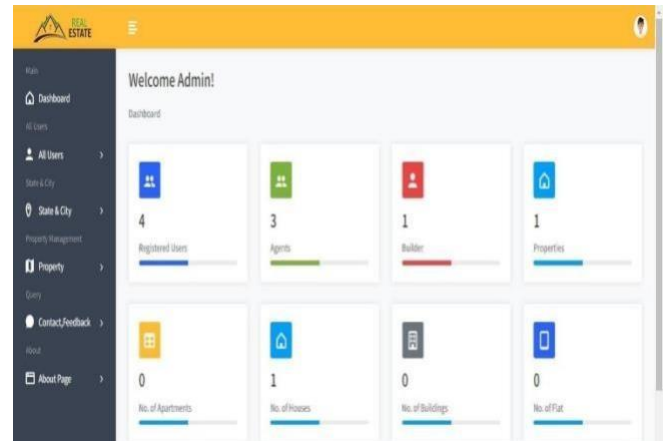 REAL
ESTATE
Main
Dashboard
All Users
All Users
State & City
State & City
Property Management
Property
Query
Contact,Feedback
About
About Page
Welcome Admin!
Dashboard
4
Registered Users
3
Agents
1
Builder
1
Properties
0
No. of Apartments
1
No. of Houses
0
No. of Buildings
0
No. of Flat